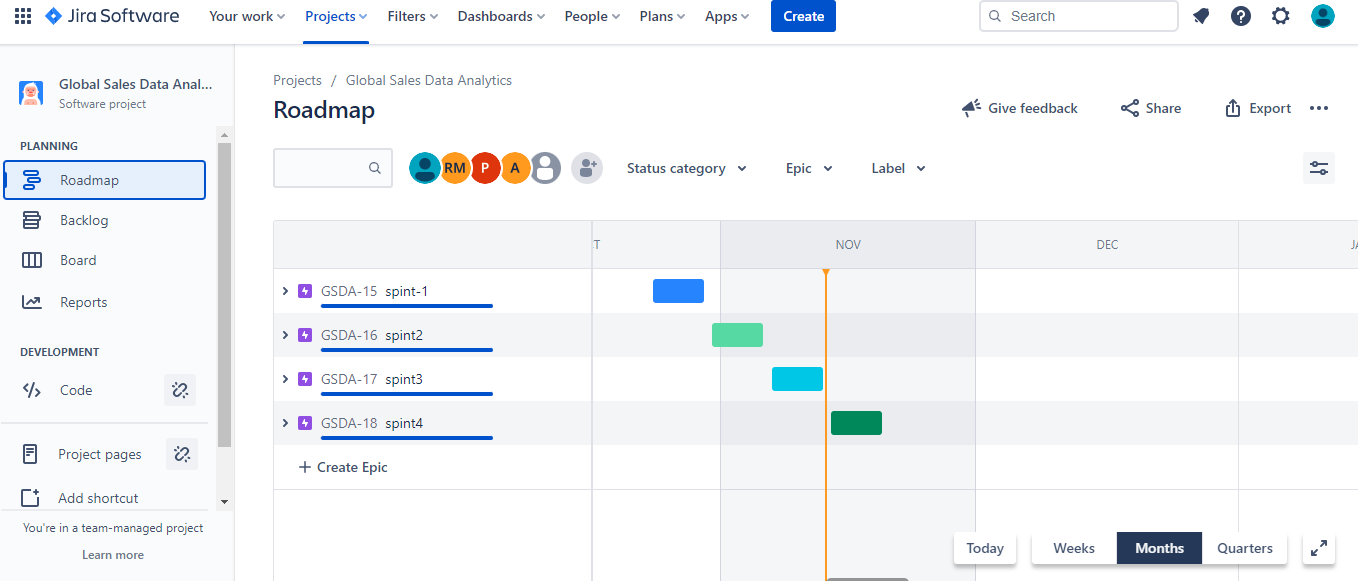 Jira Software Your work Projects Filters Dashboards People Plans Apps Create Search
Global Sales Data Anal...
Software project
PLANNING
Roadmap
Backlog
Board
Reports
DEVELOPMENT
Code
Project pages
Add shortcut
You're in a team-managed project
Learn more
Projects / Global Sales Data Analytics
Roadmap
Give feedback Share Export
RM P A Status category Epic Label
T NOV DEC JA
GSDA-15 spint-1
GSDA-16 spint2
GSDA-17 spint3
GSDA-18 spint4
+ Create Epic
Today Weeks Months Quarters